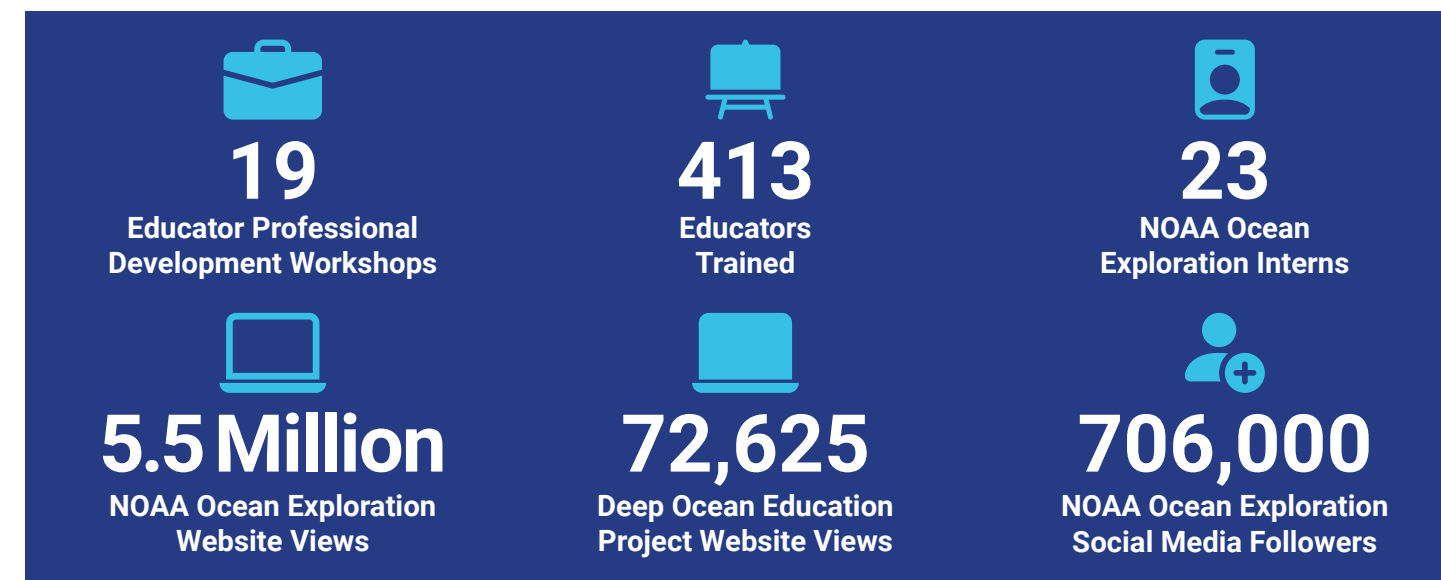 19
Educator Professional
Development Workshops
413
Educators
Trained
23
NOAA Ocean
Exploration Interns
5.5 Million
NOAA Ocean Exploration
Website Views
72,625
Deep Ocean Education
Project Website Views
706,000
NOAA Ocean Exploration
Social Media Followers